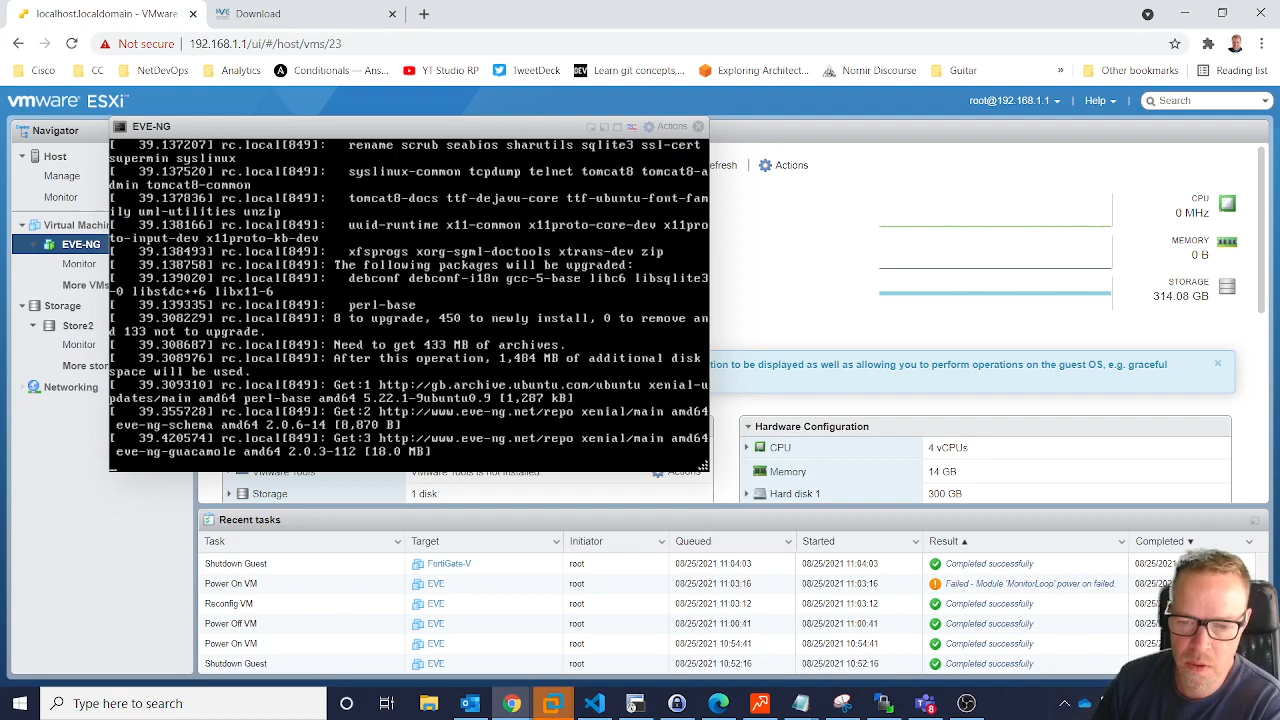 localhost.localdomain - VMware
Download
Not secure
192.168.1.1/ui/#/host/vms/23
Cisco
CC
NetDevOps
Analytics
Conditionals — Ans...
YT Studio RP
TweetDeck
DEV
Learn git concepts,...
Exploring Architect...
Nornir Discourse
Guitar
»
Other bookmarks
Reading list
vmware ESXi
root@192.168.1.1
Help
Search
Navigator
EVE-NG
Actions
Host
Manage
Monitor
Virtual Machin
EVE-NG
Monitor
More VMs
Storage
Store2
Monitor
More sto
Networking
[ 39.137207] rc.local[849]: rename scrub seabios sharutils sqlite3 ssl-cert
supermin syslinux
[ 39.137520] rc.local[849]: syslinux-common tcpdump telnet tomcat8 tomcat8-a
dmin tomcat8-common
[ 39.137836] rc.local[849]: tomcat8-docs ttf-dejavu-core ttf-ubuntu-font-fam
ily uml-utilities unzip
[ 39.138166] rc.local[849]: uuid-runtime x11-common x11proto-core-dev x11pro
to-input-dev x11proto-kb-dev
[ 39.138493] rc.local[849]: xfsprogs xorg-sgml-doctools xtrans-dev zip
[ 39.138758] rc.local[849]: The following packages will be upgraded:
[ 39.139020] rc.local[849]: debconf debconf-i18n gcc-5-base libc6 libsqlite3
-0 libstdc++6 libx11-6
[ 39.139335] rc.local[849]: perl-base
[ 39.308229] rc.local[849]: 8 to upgrade, 450 to newly install, 0 to remove an
d 133 not to upgrade.
[ 39.308687] rc.local[849]: Need to get 433 MB of archives.
[ 39.308976] rc.local[849]: After this operation, 1,484 MB of additional disk
space will be used.
[ 39.309310] rc.local[849]: Get:1 http://gb.archive.ubuntu.com/ubuntu xenial-u
pdates/main amd64 perl-base amd64 5.22.1-9ubuntu0.9 [1,287 kB]
[ 39.355728] rc.local[849]: Get:2 http://www.eve-ng.net/repo xenial/main amd64
eve-ng-schema amd64 2.0.6-14 [8,870 B]
[ 39.420574] rc.local[849]: Get:3 http://www.eve-ng.net/repo xenial/main amd64
eve-ng-guacamole amd64 2.0.3-112 [18.0 MB]
efresh
Actions
CPU
0 MHz
MEMORY
0 B
STORAGE
314.08 GB
tion to be displayed as well as allowing you to perform operations on the guest OS, e.g. graceful
Hardware Configuration
CPU
4 vCPUs
Memory
14 GB
Hard disk 1
300 GB
VMware Tools is not installed.
Actions
Storage
1 disk
Recent tasks
Task
Target
Initiator
Queued
Started
Result
Completed
Shutdown Guest
FortiGate-V
root
08/25/2021 11:04:03
08/25/2021 11:04:03
Completed successfully
Power On VM
EVE
root
08/25/2021 11:03:16
08/25/2021 11:03:16
Failed - Module 'MonitorLoop' power on failed.
Reconfig VM
EVE
root
08/25/2021 11:03:12
08/25/2021 11:03:12
Completed successfully
Power Off VM
EVE
root
08/25/2021 11:00:41
08/25/2021 11:00:41
Completed successfully
Power On VM
EVE
root
08/25/2021 10:54:41
08/25/2021 10:54:41
Completed successfully
Shutdown Guest
EVE
root
08/25/2021 10:52:16
08/25/2021 10:52:16
Completed successfully
Type here to search